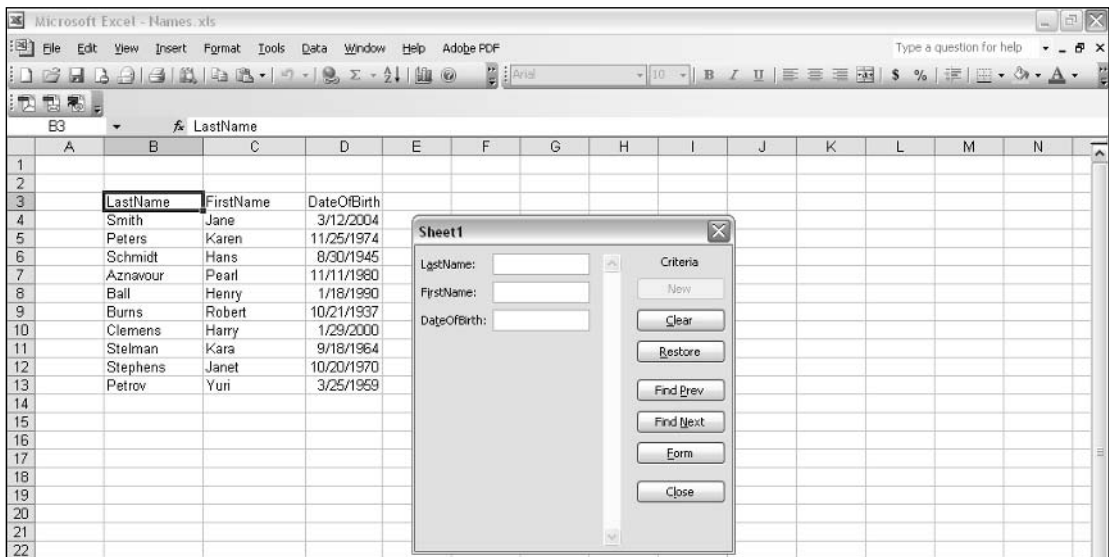 Microsoft Excel - Names.xls
File Edit View Insert Format Tools Data Window Help Adobe PDF Type a question for help
Arial 10 B I U $ %
B3 fx LastName
A B C D E F G H I J K L M N
1
2
3 LastName FirstName DateOfBirth
4 Smith Jane 3/12/2004
5 Peters Karen 11/25/1974
6 Schmidt Hans 8/30/1945
7 Aznavour Pearl 11/11/1980
8 Ball Henry 1/18/1990
9 Burns Robert 10/21/1937
10 Clemens Harry 1/29/2000
11 Stelman Kara 9/18/1964
12 Stephens Janet 10/20/1970
13 Petrov Yuri 3/25/1959
14
15
16
17
18
19
20
21
22
Sheet1
LastName:
FirstName:
DateOfBirth:
Criteria
New
Clear
Restore
Find Prev
Find Next
Form
Close